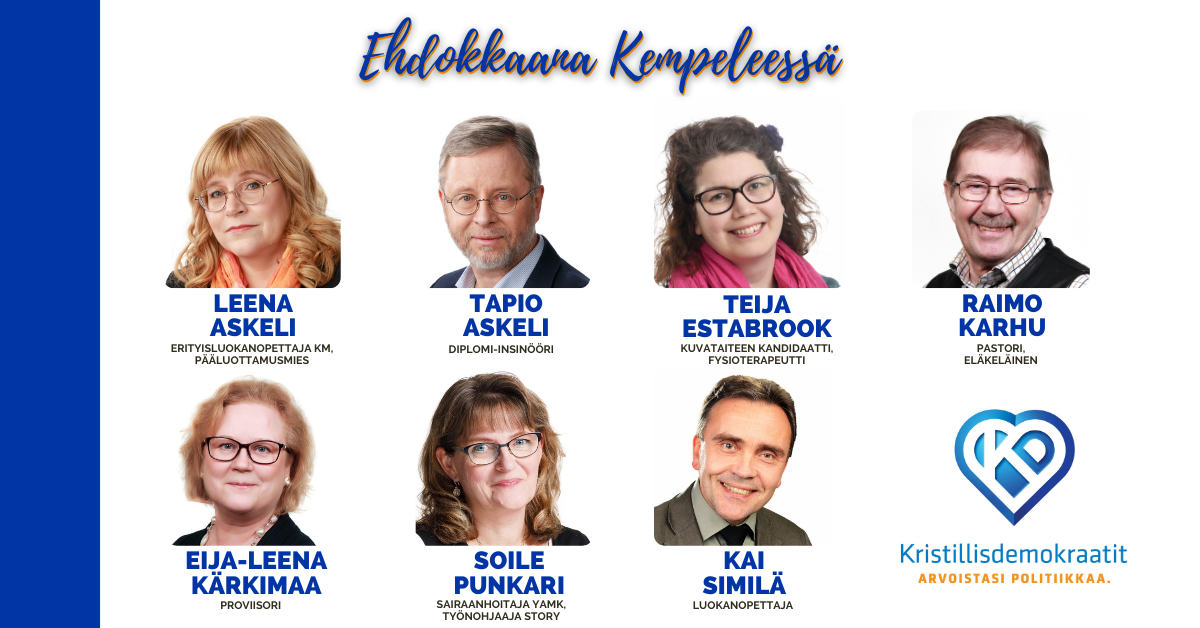 Ehdokkaana Kempeleessä
LEENA
ASKELI
ERITYISLUOKANOPETTAJA KM,
PÄÄLUOTTAMUSMIES
TAPIO
ASKELI
DIPLOMI-INSINÖÖRI
TEIJA
ESTABROOK
KUVATAITEEN KANDIDAATTI,
FYSIOTERAPEUTTI
RAIMO
KARHU
PASTORI,
ELÄKELÄINEN
EIJA-LEENA
KÄRKIMAA
PROVIISORI
SOILE
PUNKARI
SAIRAANHOITAJA YAMK,
TYÖNOHJAAJA STORY
KAI
SIMILÄ
LUOKANOPETTAJA
KD
Kristillisdemokraatit
ARVOISTASI POLITIIKKAA.